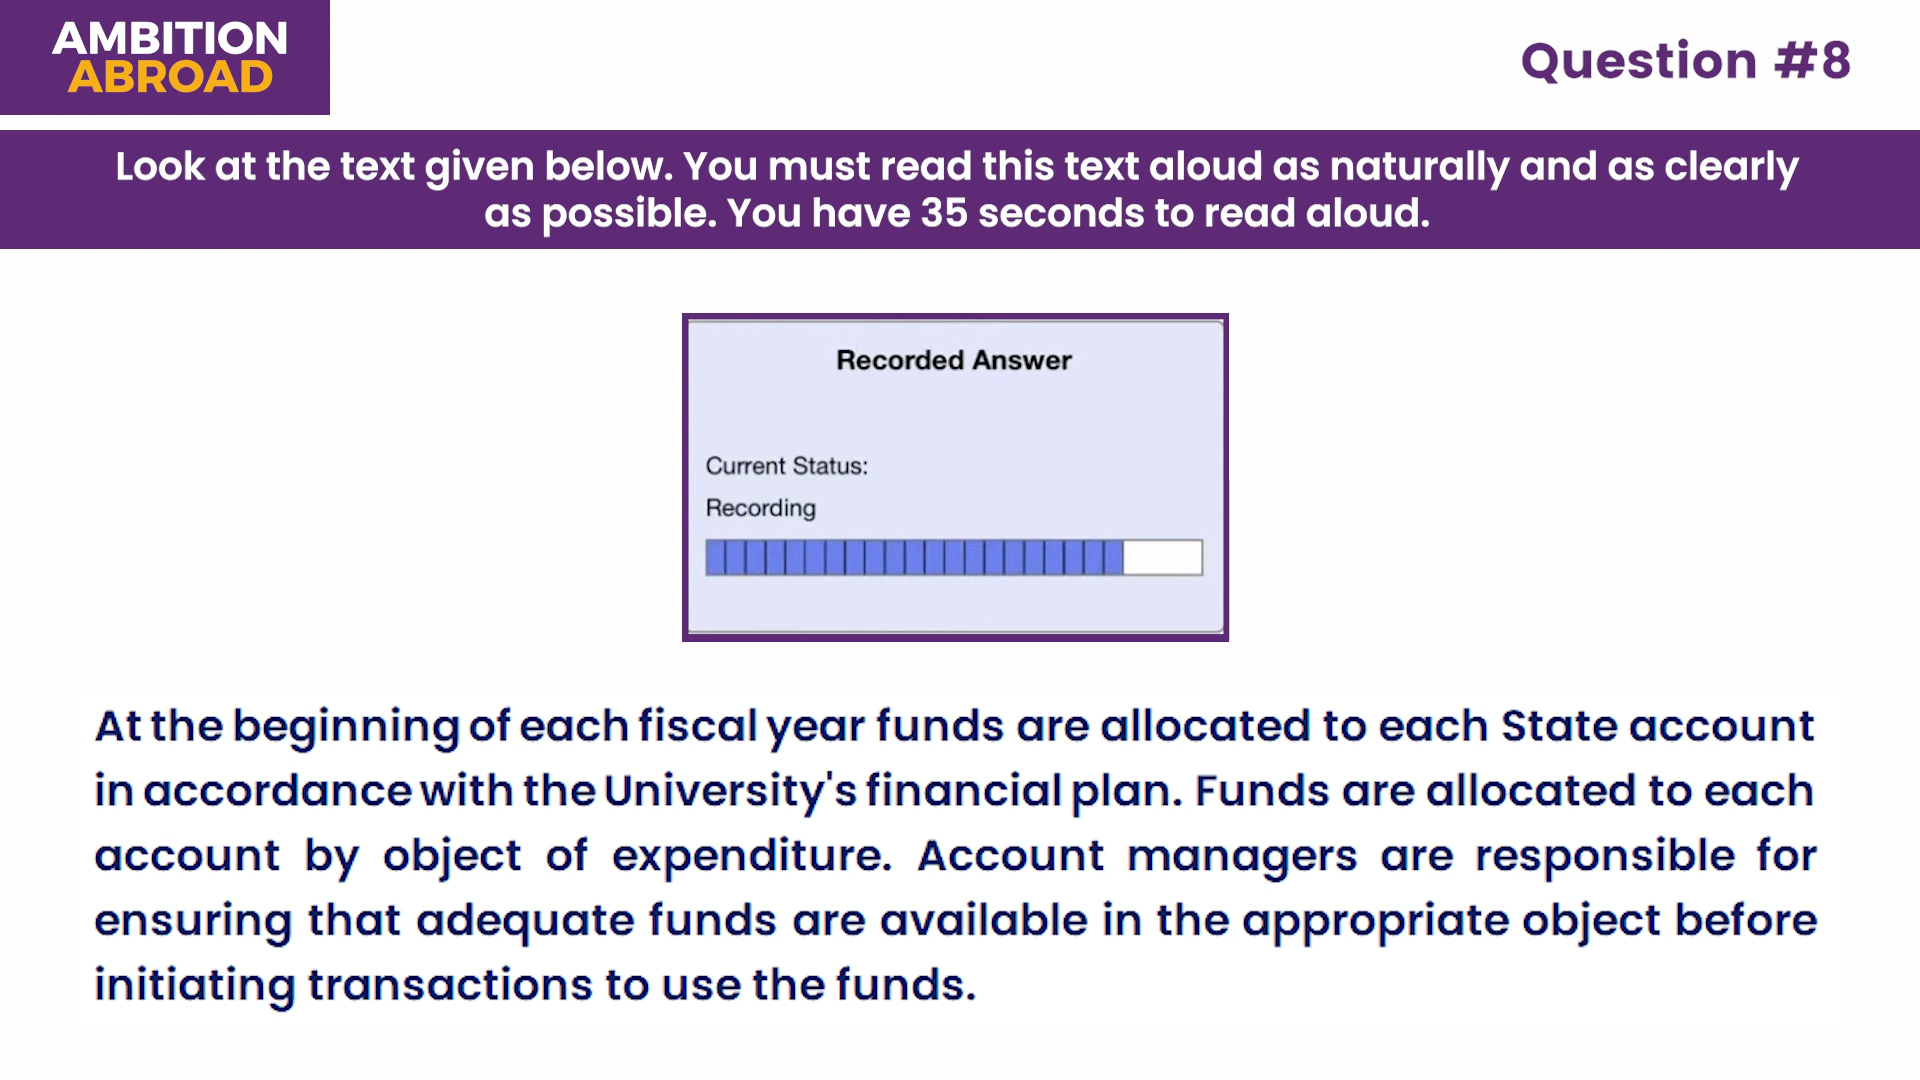 AMBITION
ABROAD
Question #8
Look at the text given below. You must read this text aloud as naturally and as clearly
as possible. You have 35 seconds to read aloud.
Recorded Answer
Current Status:
Recording
At the beginning of each fiscal year funds are allocated to each State account
in accordance with the University's financial plan. Funds are allocated to each
account by object of expenditure. Account managers are responsible for
ensuring that adequate funds are available in the appropriate object before
initiating transactions to use the funds.